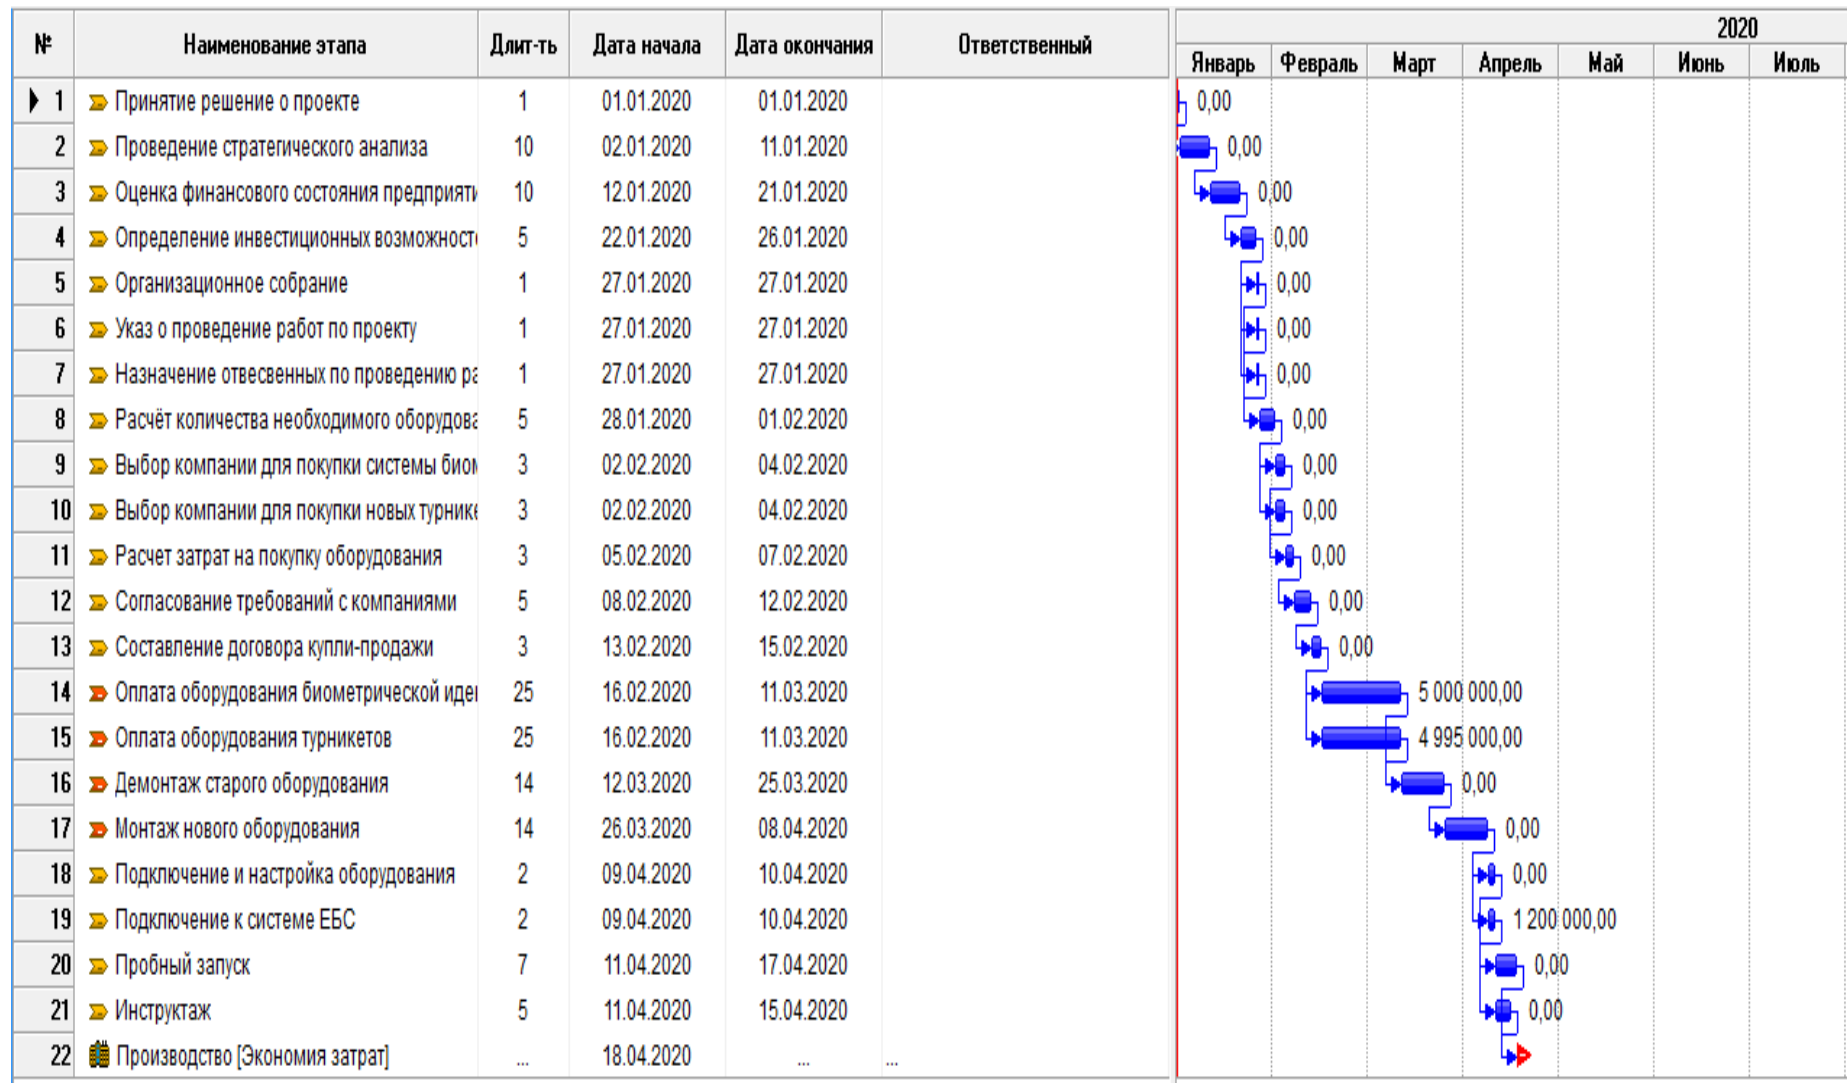 2020
№ Наименование этапа Длит-ть Дата начала Дата окончания Ответственный Январь Февраль Март Апрель Май Июнь Июль
1 Принятие решение о проекте 1 01.01.2020 01.01.2020 0,00
2 Проведение стратегического анализа 10 02.01.2020 11.01.2020 0,00
3 Оценка финансового состояния предприяти 10 12.01.2020 21.01.2020 0,00
4 Определение инвестиционных возможност 5 22.01.2020 26.01.2020 0,00
5 Организационное собрание 1 27.01.2020 27.01.2020 0,00
6 Указ о проведение работ по проекту 1 27.01.2020 27.01.2020 0,00
7 Назначение отвесвенных по проведению ра 1 27.01.2020 27.01.2020 0,00
8 Расчёт количества необходимого оборудова 5 28.01.2020 01.02.2020 0,00
9 Выбор компании для покупки системы биом 3 02.02.2020 04.02.2020 0,00
10 Выбор компании для покупки новых турнике 3 02.02.2020 04.02.2020 0,00
11 Расчет затрат на покупку оборудования 3 05.02.2020 07.02.2020 0,00
12 Согласование требований с компаниями 5 08.02.2020 12.02.2020 0,00
13 Составление договора купли-продажи 3 13.02.2020 15.02.2020 0,00
14 Оплата оборудования биометрической иден 25 16.02.2020 11.03.2020 5 000 000,00
15 Оплата оборудования турникетов 25 16.02.2020 11.03.2020 4 995 000,00
16 Демонтаж старого оборудования 14 12.03.2020 25.03.2020 0,00
17 Монтаж нового оборудования 14 26.03.2020 08.04.2020 0,00
18 Подключение и настройка оборудования 2 09.04.2020 10.04.2020 0,00
19 Подключение к системе ЕБС 2 09.04.2020 10.04.2020 1 200 000,00
20 Пробный запуск 7 11.04.2020 17.04.2020 0,00
21 Инструктаж 5 11.04.2020 15.04.2020 0,00
22 Производство [Экономия затрат] ... 18.04.2020 ... ...